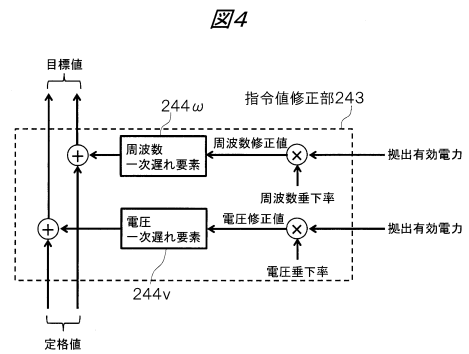 図4
目標値
244ω
指令値修正部243
周波数
一次遅れ要素
周波数修正値
×
拠出有効電力
+
周波数垂下率
電圧
一次遅れ要素
電圧修正値
×
拠出有効電力
+
電圧垂下率
244v
定格値